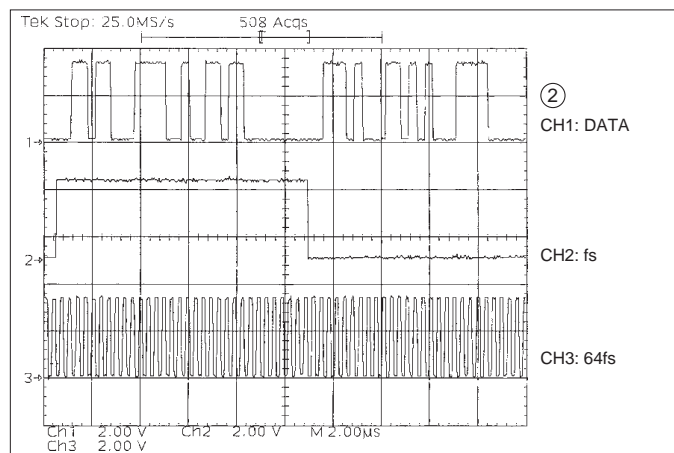 Tek Stop: 25.0MS/s 508 Acqs
②
CH1: DATA
1→
CH2: fs
2→
CH3: 64fs
3→
Ch1 2.00 V Ch2 2.00 V M 2.00µs
Ch3 2.00 V